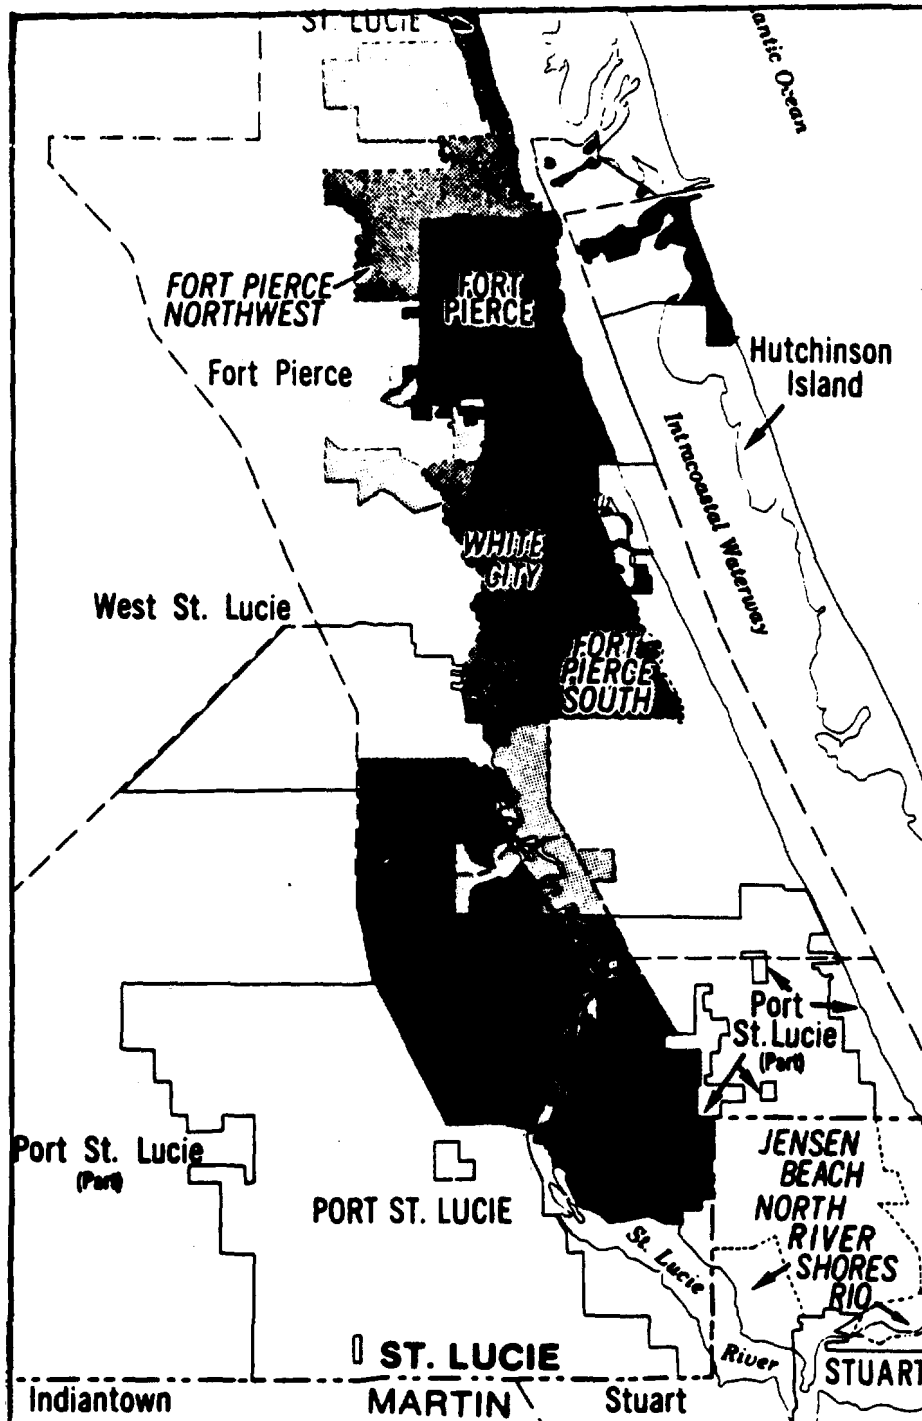 ST. LUCIE
antic Ocean
FORT PIERCE
NORTHWEST
FORT
PIERCE
Fort Pierce
Hutchinson
Island
Intracoastal Waterway
WHITE
CITY
West St. Lucie
FORT
PIERCE
SOUTH
Port
St. Lucie
(Part)
Port St. Lucie
(Part)
PORT ST. LUCIE
JENSEN
BEACH
NORTH
RIVER
SHORES
RIO
St. Lucie
River
ST. LUCIE
STUART
Indiantown
MARTIN
Stuart